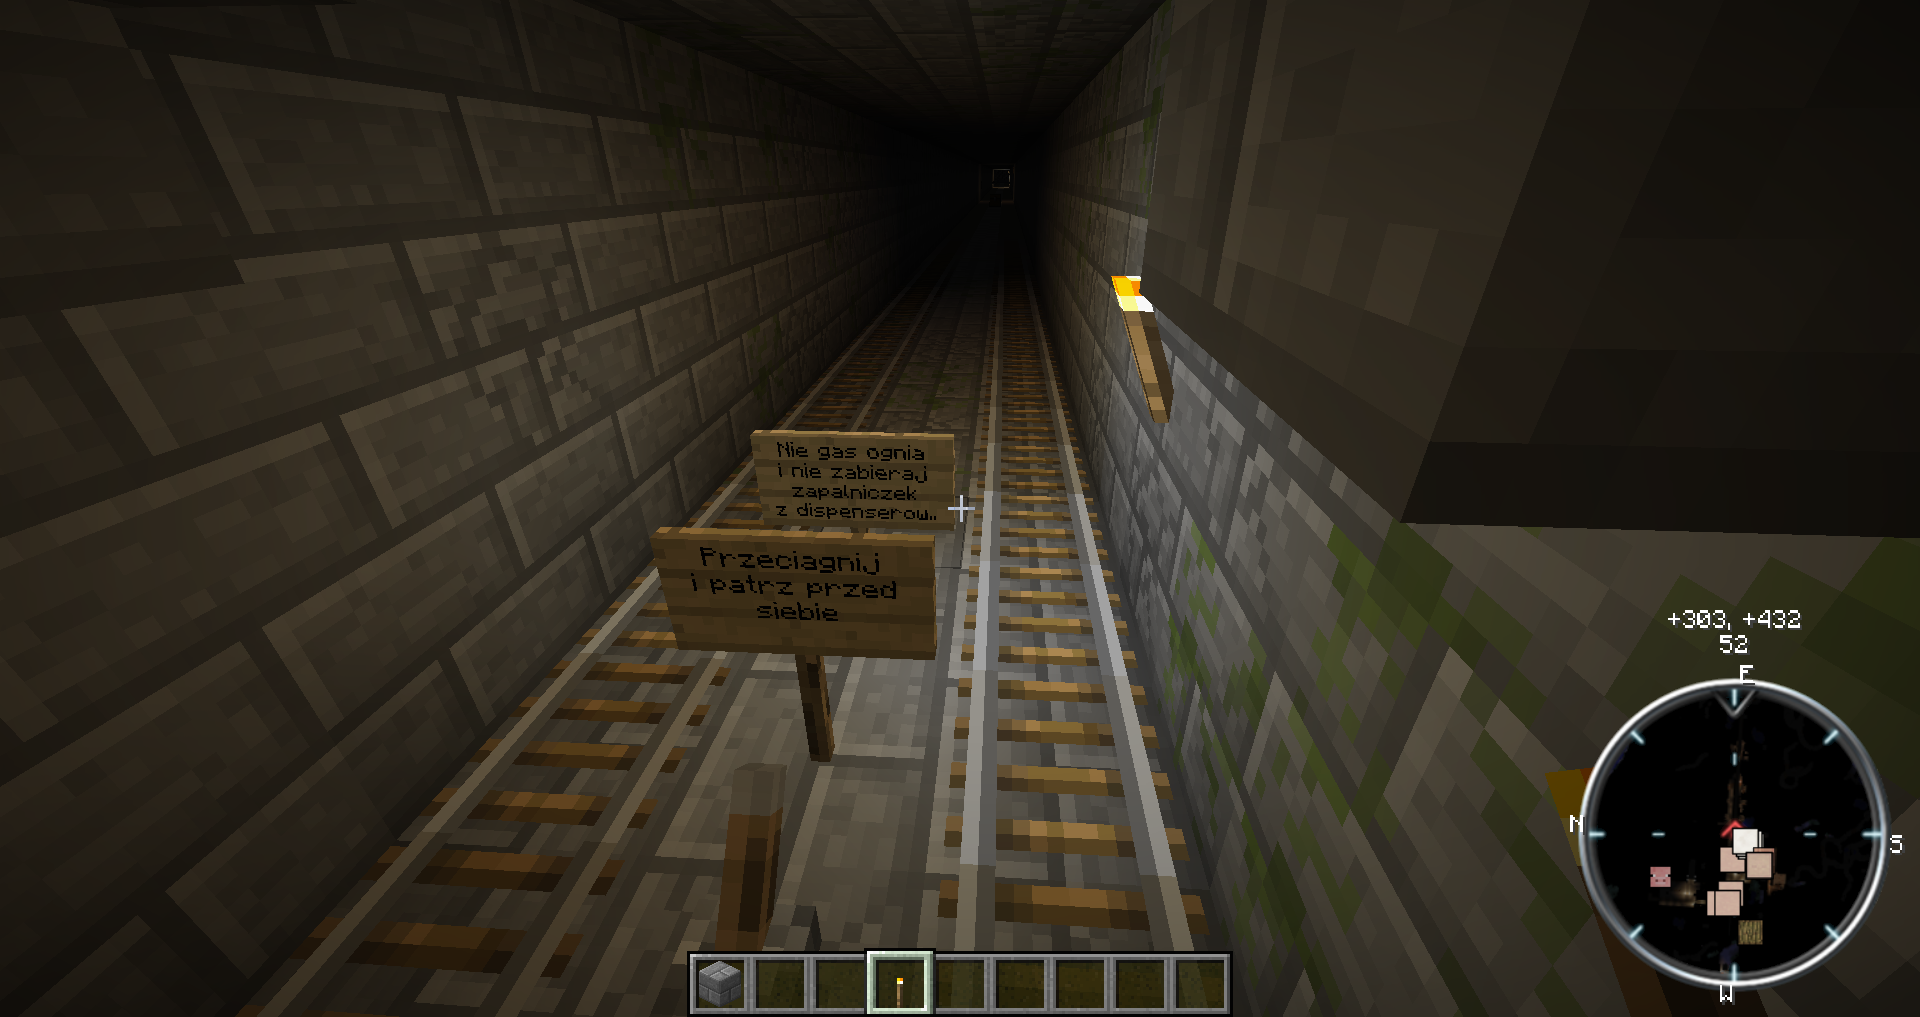 Nie gas ognia
i nie zabieraj
zapalniczek
z dispenserow..
Przeciagnij
i patrz przed
siebie
+303, +432
52
E
N
S
W